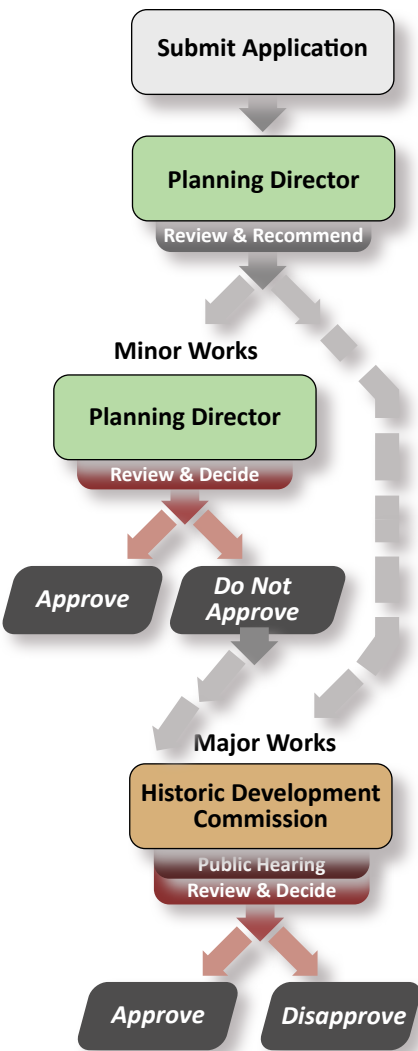 Submit Application
Planning Director
Review & Recommend
Minor Works
Planning Director
Review & Decide
Approve
Do Not
Approve
Major Works
Historic Development
Commission
Public Hearing
Review & Decide
Approve
Disapprove